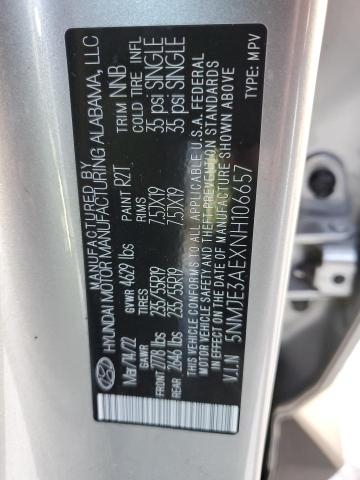 MANUFACTURED BY
HYUNDAI MOTOR MANUFACTURING ALABAMA, LLC
Mar/14/22 GVWR 4629 lbs PAINT R2T TRIM NNB
GAWR TIRES RIMS COLD TIRE INFL
FRONT 2778 lbs 235/55R19 7.5JX19 35 psi SINGLE
REAR 2646 lbs 235/55R19 7.5JX19 35 psi SINGLE
THIS VEHICLE CONFORMS TO ALL APPLICABLE U.S.A. FEDERAL
MOTOR VEHICLE SAFETY AND THEFT PREVENTION STANDARDS
IN EFFECT ON THE DATE OF MANUFACTURE SHOWN ABOVE
V.I.N 5NMJE3AEXNH106657 TYPE: MPV